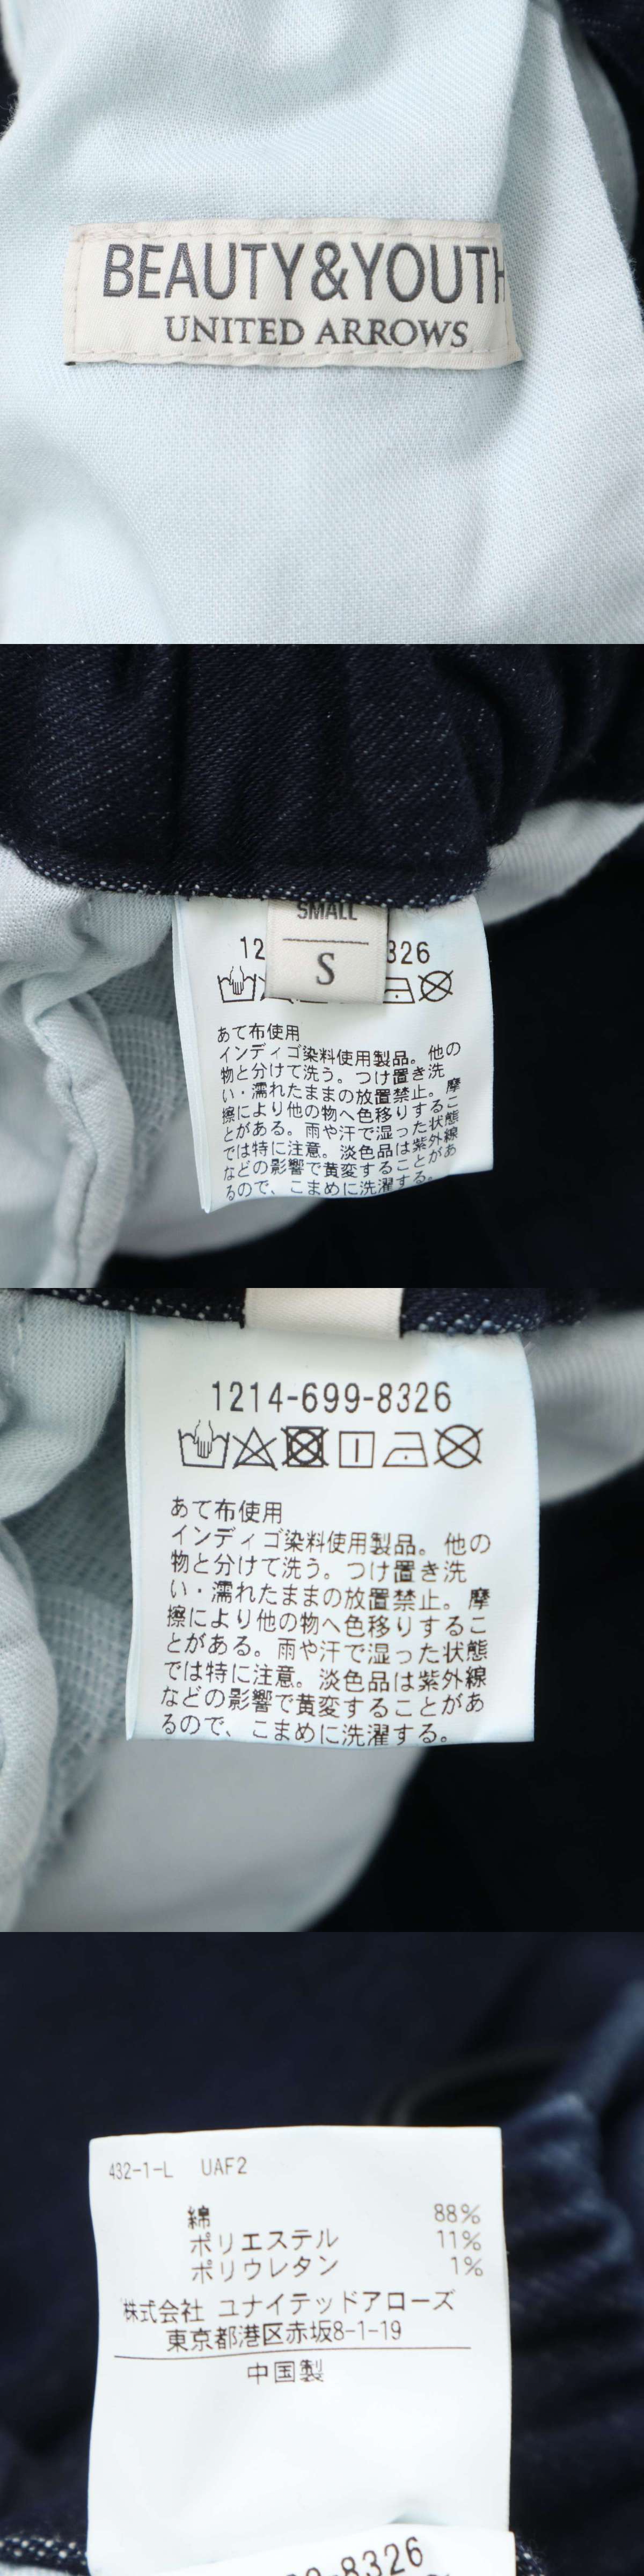 BEAUTY&YOUTH
UNITED ARROWS
SMALL
S
12 326
あて布使用
インディゴ染料使用製品。他の
物と分けて洗う。つけ置き洗
い・濡れたままの放置禁止。摩
擦により他の物へ色移りするこ
とがある。雨や汗で湿った状態
では特に注意。淡色品は紫外線
などの影響で黄変することがあ
るので、こまめに洗濯する。
1214-699-8326
あて布使用
インディゴ染料使用製品。他の
物と分けて洗う。つけ置き洗
い・濡れたままの放置禁止。摩
擦により他の物へ色移りするこ
とがある。雨や汗で湿った状態
では特に注意。淡色品は紫外線
などの影響で黄変することがあ
るので、こまめに洗濯する。
432-1-L UAF2
綿 88%
ポリエステル 11%
ポリウレタン 1%
株式会社 ユナイテッドアローズ
東京都港区赤坂8-1-19
中国製
-8326